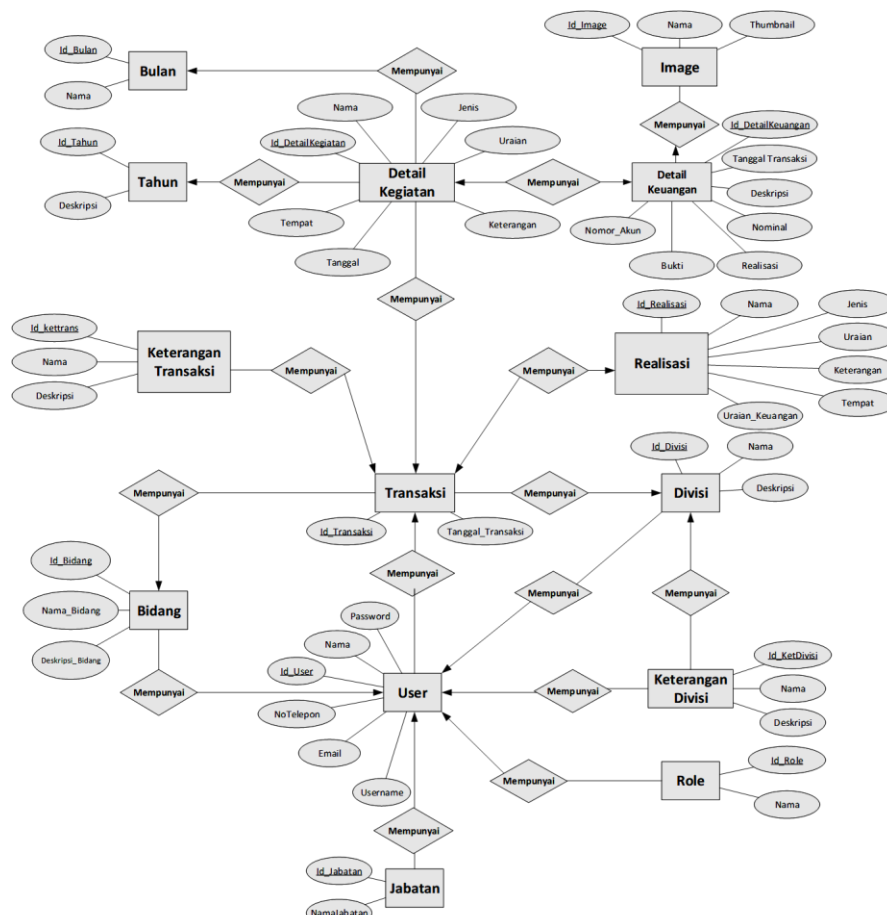 Id_Image
Nama
Thumbnail
Id_Bulan
Bulan
Mempunyai
Image
Nama
Nama
Jenis
Mempunyai
Id_DetailKeuangan
Id_Tahun
Id_DetailKegiatan
Uraian
Tanggal Transaksi
Tahun
Mempunyai
Detail
Kegiatan
Mempunyai
Detail
Keuangan
Deskripsi
Deskripsi
Tempat
Keterangan
Nomor_Akun
Nominal
Tanggal
Bukti
Realisasi
Mempunyai
Id_Realisasi
Nama
Jenis
Id_kettrans
Uraian
Nama
Keterangan
Transaksi
Mempunyai
Mempunyai
Realisasi
Keterangan
Deskripsi
Tempat
Uraian_Keuangan
Id_Divisi
Nama
Mempunyai
Transaksi
Mempunyai
Divisi
Deskripsi
Id_Transaksi
Tanggal_Transaksi
Id_Bidang
Mempunyai
Nama_Bidang
Bidang
Mempunyai
Mempunyai
Password
Deskripsi_Bidang
Nama
Id_KetDivisi
Id_User
Mempunyai
User
Mempunyai
Keterangan
Divisi
Nama
NoTelepon
Deskripsi
Email
Id_Role
Username
Mempunyai
Role
Nama
Mempunyai
Id_Jabatan
Jabatan
NamaJabatan